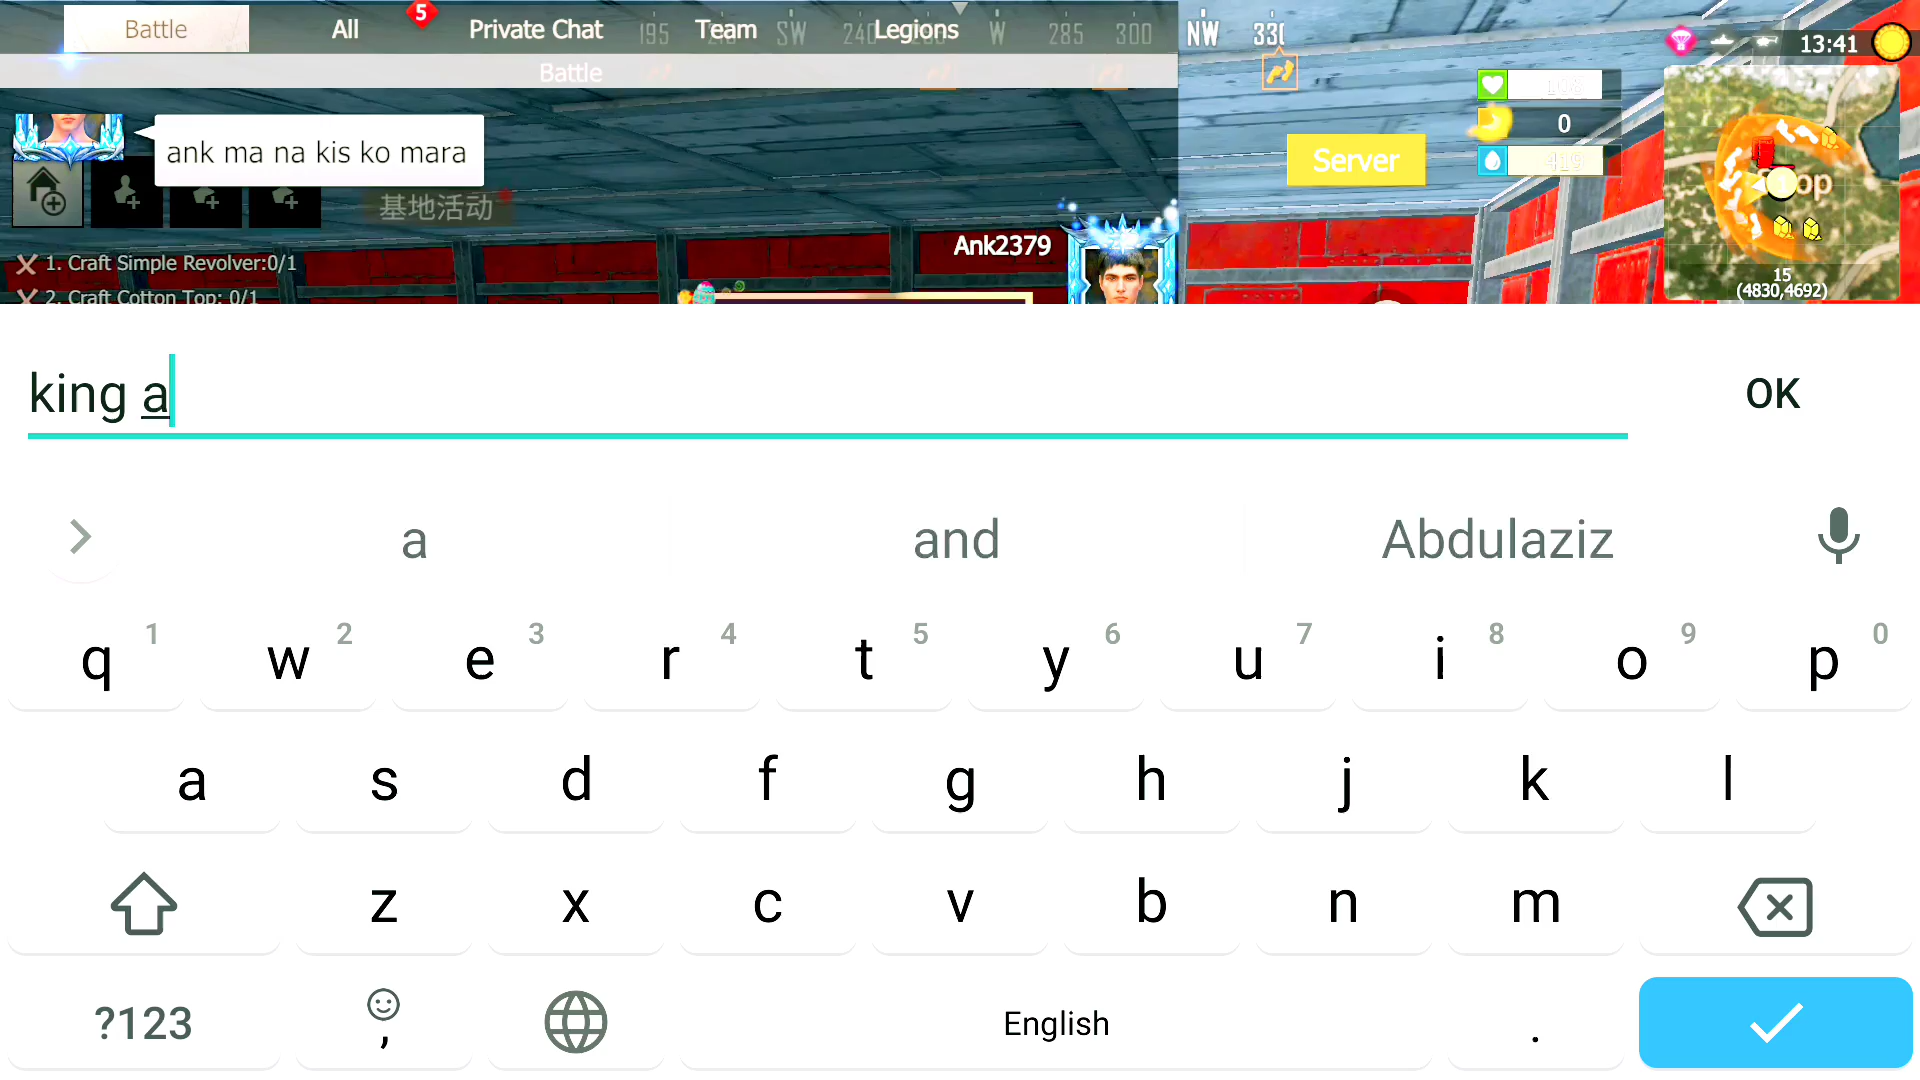 Battle All 5 Private Chat Team Legions
195 SW 240 W 285 300 NW 330
Battle
13:41
ank ma na kis ko mara
0
Server
419
基地活动
Ank2379
1. Craft Simple Revolver:0/1
2. Craft Cotton Top: 0/1
15
(4830,4692)
king a
OK
a and Abdulaziz
q 1 w 2 e 3 r 4 t 5 y 6 u 7 i 8 o 9 p 0
a s d f g h j k l
z x c v b n m
?123 , English .